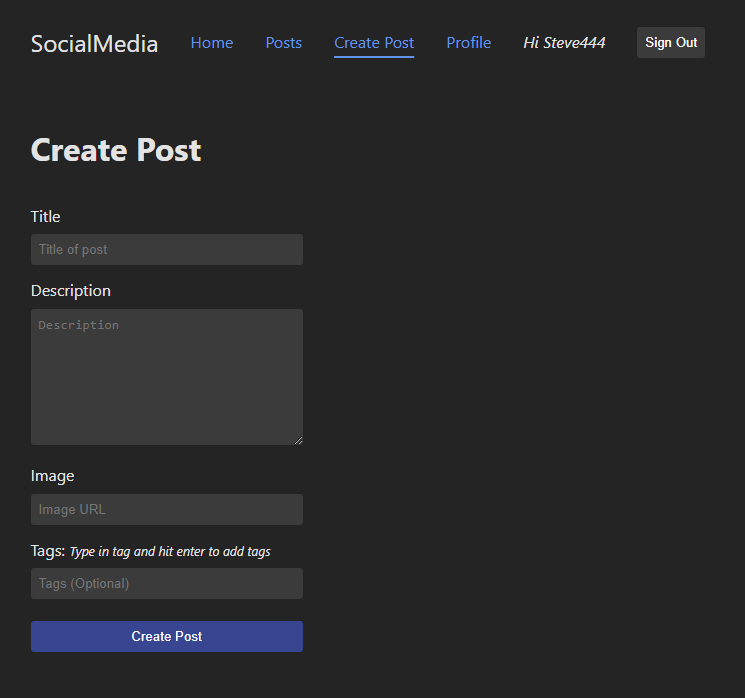 SocialMedia Home Posts Create Post Profile Hi Steve444 Sign Out
Create Post
Title
Title of post
Description
Description
Image
Image URL
Tags: Type in tag and hit enter to add tags
Tags (Optional)
Create Post